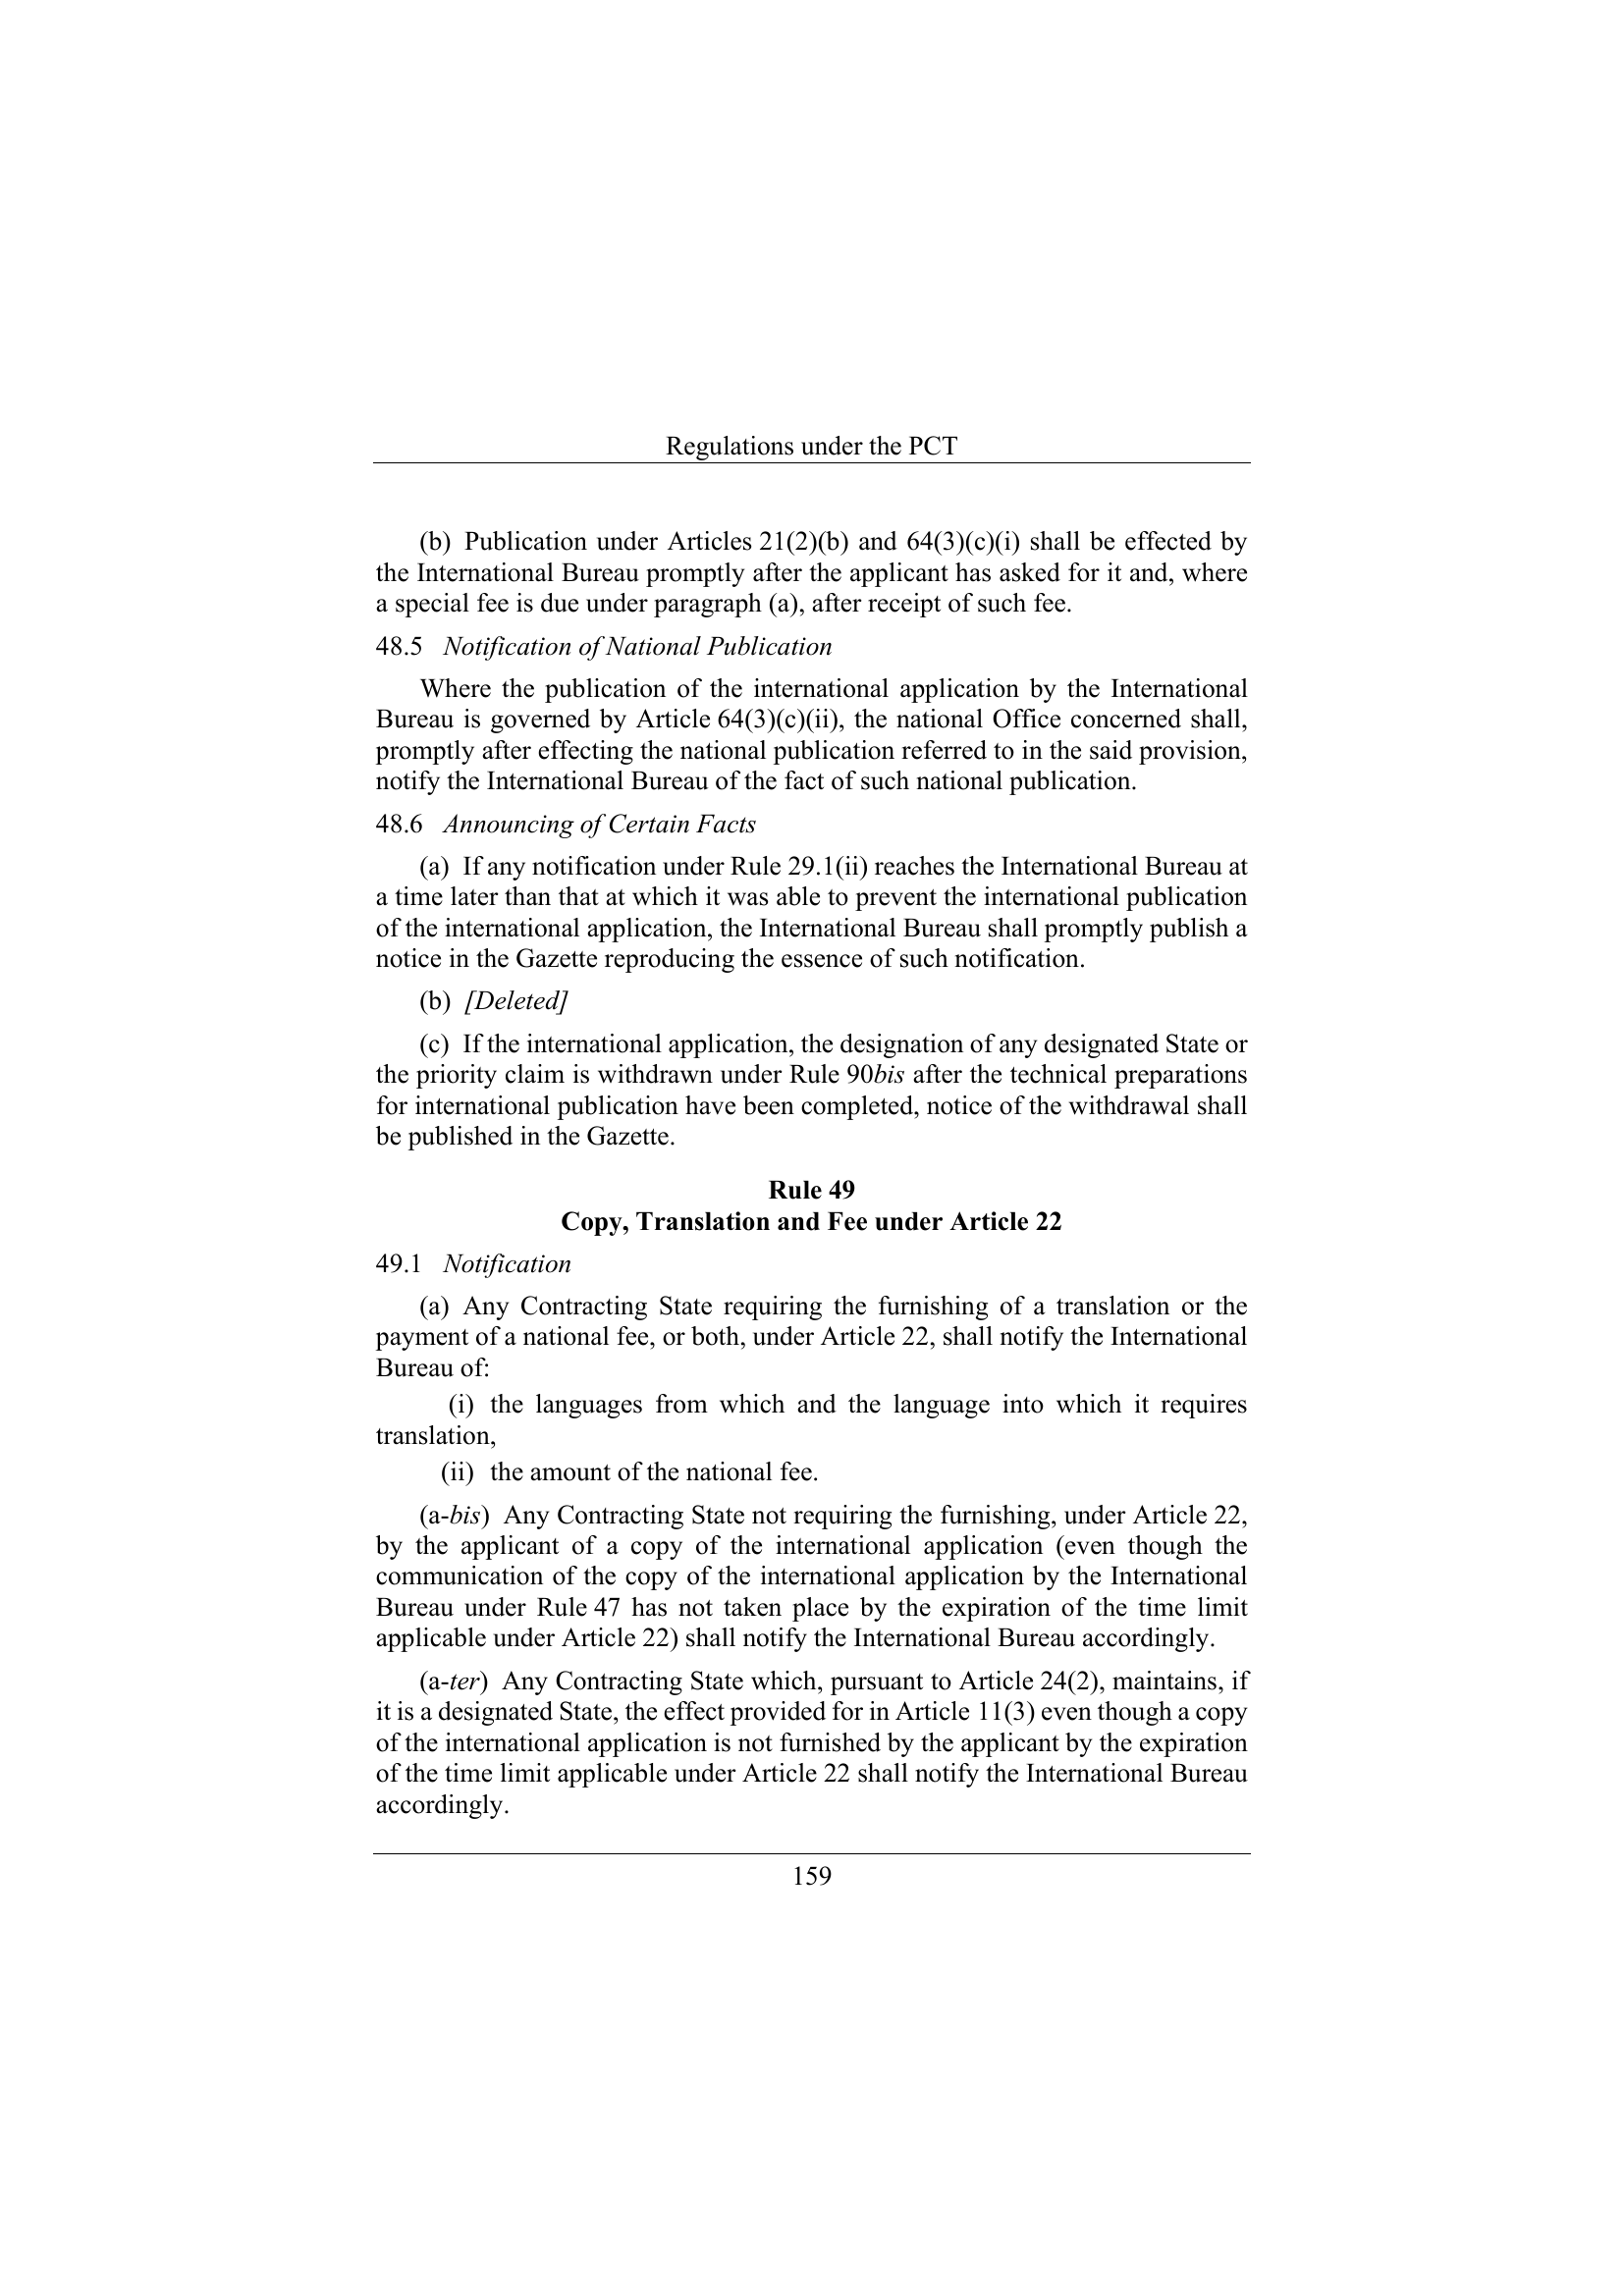 Regulations under the PCT
(b) Publication under Articles 21(2)(b) and 64(3)(c)(i) shall be effected by
the International Bureau promptly after the applicant has asked for it and, where
a special fee is due under paragraph (a), after receipt of such fee.
48.5 Notification of National Publication
Where the publication of the international application by the International
Bureau is governed by Article 64(3)(c)(ii), the national Office concerned shall,
promptly after effecting the national publication referred to in the said provision,
notify the International Bureau of the fact of such national publication.
48.6 Announcing of Certain Facts
(a) If any notification under Rule 29.1(ii) reaches the International Bureau at
a time later than that at which it was able to prevent the international publication
of the international application, the International Bureau shall promptly publish a
notice in the Gazette reproducing the essence of such notification.
(b) [Deleted]
(c) If the international application, the designation of any designated State or
the priority claim is withdrawn under Rule 90bis after the technical preparations
for international publication have been completed, notice of the withdrawal shall
be published in the Gazette.
Rule 49
Copy, Translation and Fee under Article 22
49.1 Notification
(a) Any Contracting State requiring the furnishing of a translation or the
payment of a national fee, or both, under Article 22, shall notify the International
Bureau of:
(i) the languages from which and the language into which it requires
translation,
(ii) the amount of the national fee.
(a-bis) Any Contracting State not requiring the furnishing, under Article 22,
by the applicant of a copy of the international application (even though the
communication of the copy of the international application by the International
Bureau under Rule 47 has not taken place by the expiration of the time limit
applicable under Article 22) shall notify the International Bureau accordingly.
(a-ter) Any Contracting State which, pursuant to Article 24(2), maintains, if
it is a designated State, the effect provided for in Article 11(3) even though a copy
of the international application is not furnished by the applicant by the expiration
of the time limit applicable under Article 22 shall notify the International Bureau
accordingly.
159